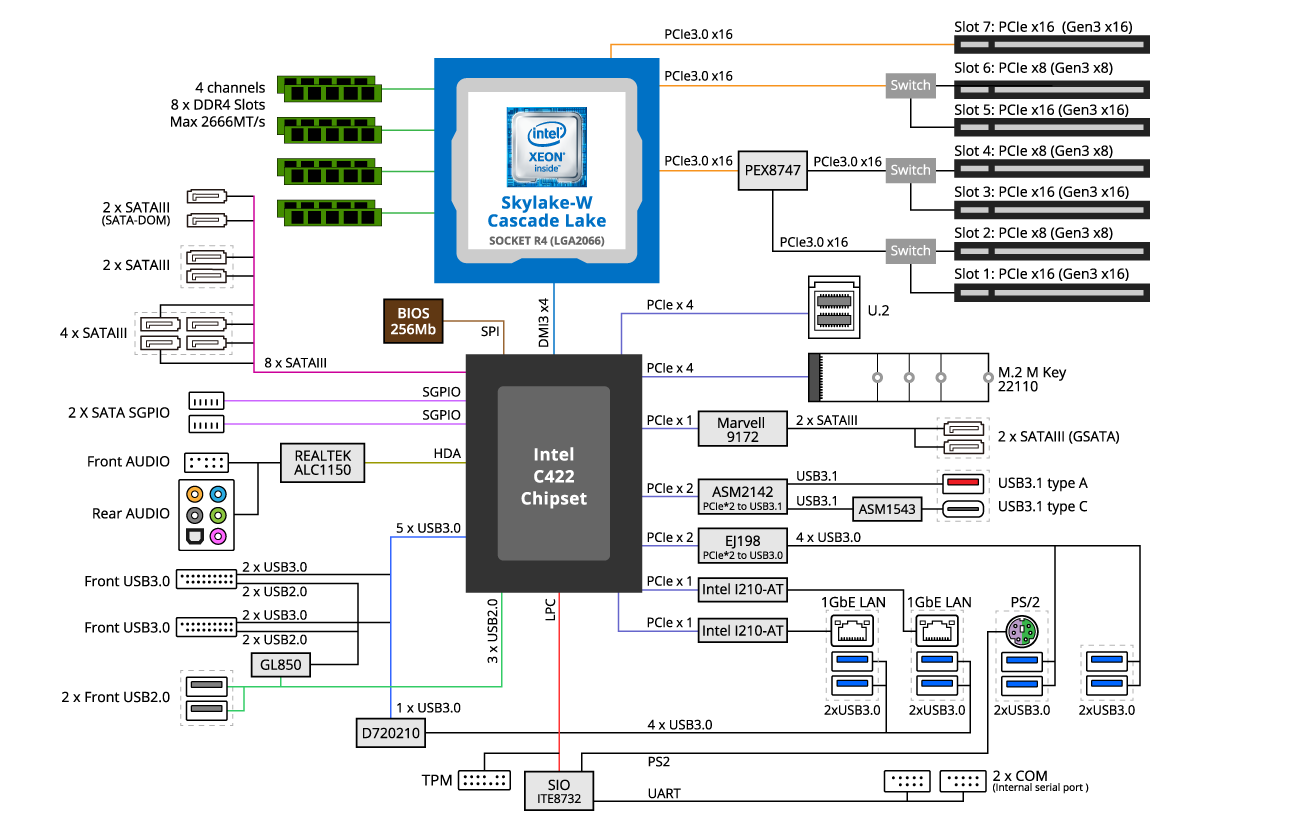 PCIe3.0 x16
Slot 7: PCIe x16 (Gen3 x16)
PCIe3.0 x16
Switch
Slot 6: PCIe x8 (Gen3 x8)
Slot 5: PCIe x16 (Gen3 x16)
PCIe3.0 x16
PEX8747
PCIe3.0 x16
Switch
Slot 4: PCIe x8 (Gen3 x8)
Slot 3: PCIe x16 (Gen3 x16)
PCIe3.0 x16
Switch
Slot 2: PCIe x8 (Gen3 x8)
Slot 1: PCIe x16 (Gen3 x16)
4 channels
8 x DDR4 Slots
Max 2666MT/s
intel
XEON®
inside™
Skylake-W
Cascade Lake
SOCKET R4 (LGA2066)
2 x SATAIII
(SATA-DOM)
2 x SATAIII
4 x SATAIII
8 x SATAIII
BIOS
256Mb
SPI
DMI3 x4
PCIe x 4
U.2
PCIe x 4
M.2 M Key
22110
2 X SATA SGPIO
SGPIO
SGPIO
PCIe x 1
Marvell
9172
2 x SATAIII
2 x SATAIII (GSATA)
Front AUDIO
REALTEK
ALC1150
HDA
Rear AUDIO
Intel
C422
Chipset
PCIe x 2
ASM2142
PCIe*2 to USB3.1
USB3.1
USB3.1
ASM1543
USB3.1 type A
USB3.1 type C
5 x USB3.0
PCIe x 2
EJ198
PCIe*2 to USB3.0
4 x USB3.0
Front USB3.0
2 x USB3.0
2 x USB2.0
PCIe x 1
Intel I210-AT
Front USB3.0
2 x USB3.0
2 x USB2.0
PCIe x 1
Intel I210-AT
1GbE LAN
1GbE LAN
PS/2
3 x USB2.0
LPC
GL850
2 x Front USB2.0
1 x USB3.0
2xUSB3.0
2xUSB3.0
2xUSB3.0
2xUSB3.0
D720210
4 x USB3.0
PS2
TPM
SIO
ITE8732
UART
2 x COM
(Internal serial port )